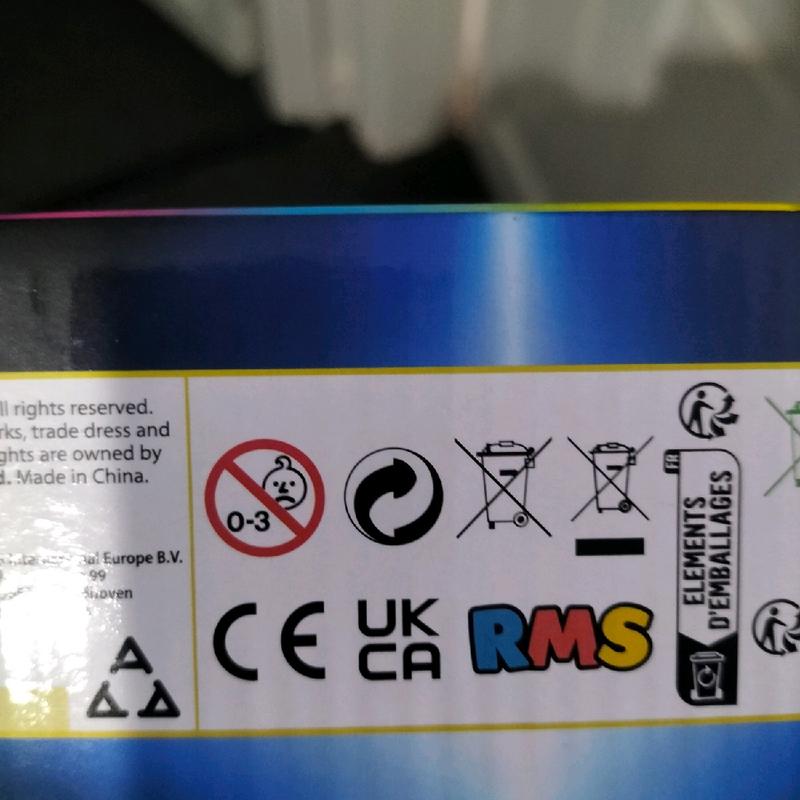 ll rights reserved.
rks, trade dress and
ghts are owned by
d. Made in China.
Europe B.V.
99
0-3
CE
UK
CA
RMS
FR
ELEMENTS
D'EMBALLAGES